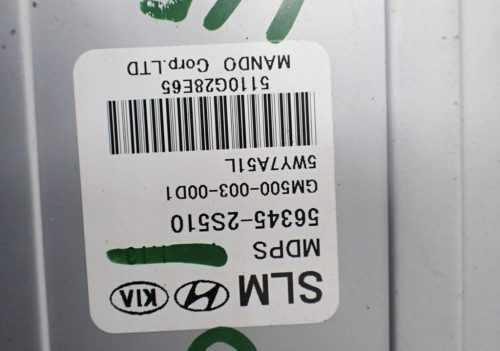 SLM KIA
MDPS
56345-2S510
GM500-003-00D1
5WY7A51L
5110G28E65
MANDO Corp.LTD